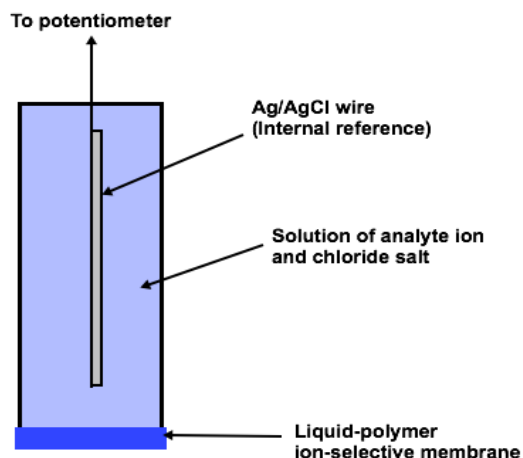 To potentiometer
Ag/AgCl wire
(Internal reference)
Solution of analyte ion
and chloride salt
Liquid-polymer
ion-selective membrane